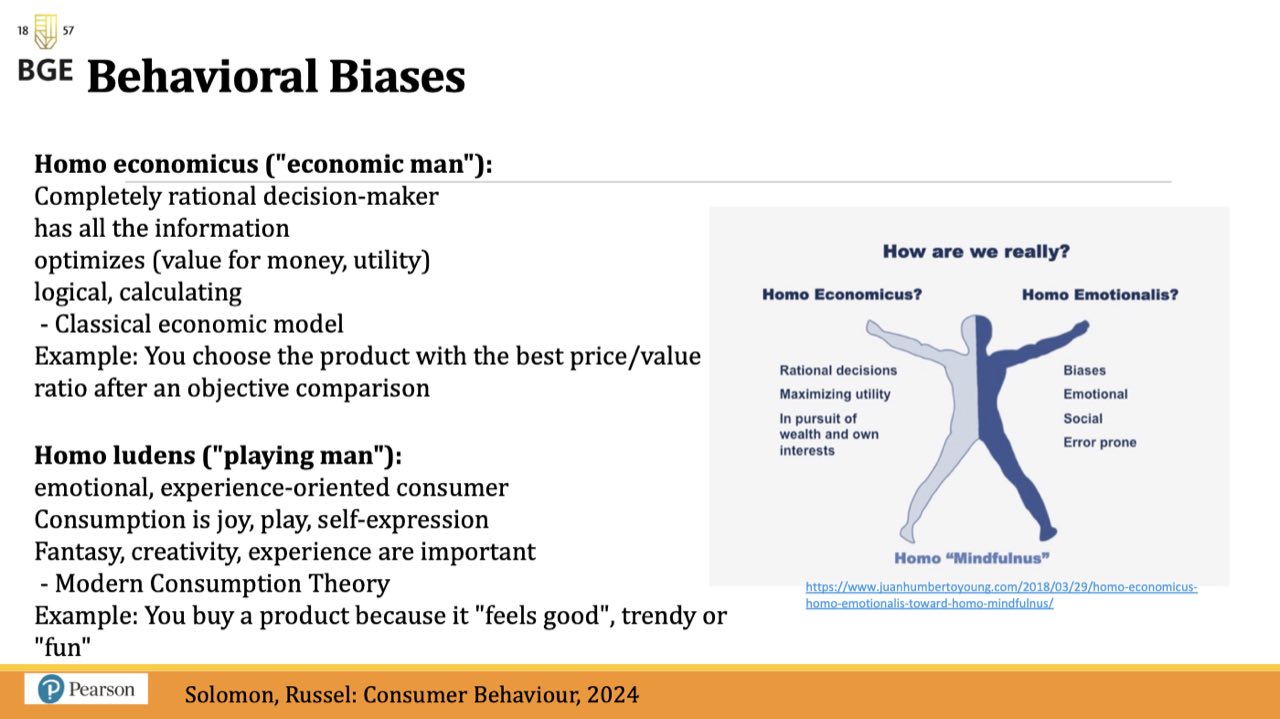 18 57
BGE
Behavioral Biases
Homo economicus ("economic man"):
Completely rational decision-maker
has all the information
optimizes (value for money, utility)
logical, calculating
- Classical economic model
Example: You choose the product with the best price/value
ratio after an objective comparison
Homo ludens ("playing man"):
emotional, experience-oriented consumer
Consumption is joy, play, self-expression
Fantasy, creativity, experience are important
- Modern Consumption Theory
Example: You buy a product because it "feels good", trendy or
"fun"
How are we really?
Homo Economicus?
Rational decisions
Maximizing utility
In pursuit of
wealth and own
interests
Homo Emotionalis?
Biases
Emotional
Social
Error prone
Homo “Mindfulnus”
https://www.juanhumbertoyoung.com/2018/03/29/homo-economicus-
homo-emotionalis-toward-homo-mindfulnus/
Pearson
Solomon, Russel: Consumer Behaviour, 2024